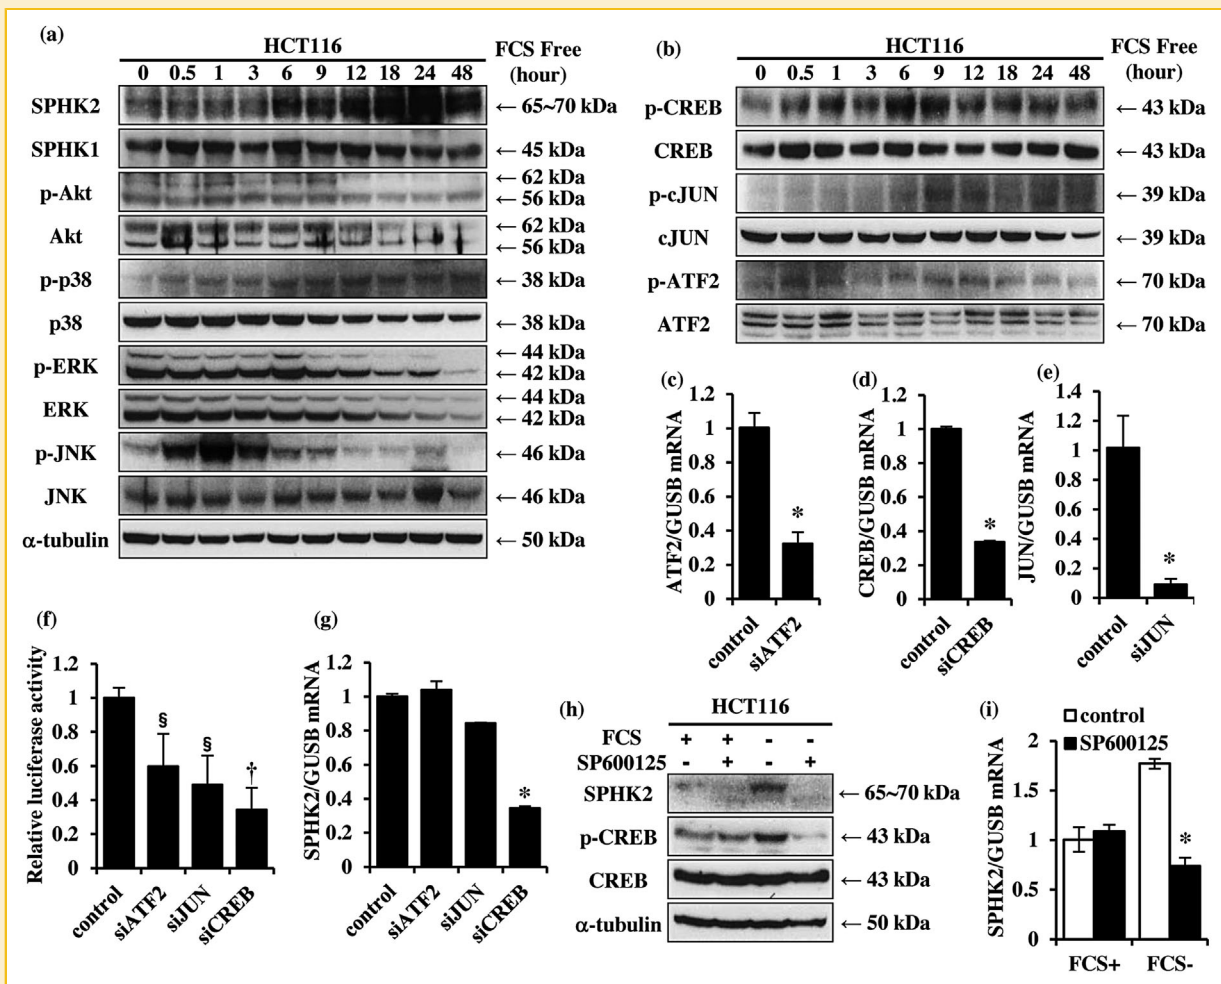 (a)
HCT116
FCS Free
(hour)
0 0.5 1 3 6 9 12 18 24 48
SPHK2 ← 65~70 kDa
SPHK1 ← 45 kDa
p-Akt ← 62 kDa
← 56 kDa
Akt ← 62 kDa
← 56 kDa
p-p38 ← 38 kDa
p38 ← 38 kDa
p-ERK ← 44 kDa
← 42 kDa
ERK ← 44 kDa
← 42 kDa
p-JNK ← 46 kDa
JNK ← 46 kDa
α-tubulin ← 50 kDa
(b)
HCT116
FCS Free
(hour)
0 0.5 1 3 6 9 12 18 24 48
p-CREB ← 43 kDa
CREB ← 43 kDa
p-cJUN ← 39 kDa
cJUN ← 39 kDa
p-ATF2 ← 70 kDa
ATF2 ← 70 kDa
(c)
ATF2/GUSB mRNA
1.2
1
0.8
0.6
0.4
0.2
0
*
control
siATF2
(d)
CREB/GUSB mRNA
1.2
1
0.8
0.6
0.4
0.2
0
*
control
siCREB
(e)
JUN/GUSB mRNA
1.4
1.2
1
0.8
0.6
0.4
0.2
0
*
control
siJUN
(f)
Relative luciferase activity
1.2
1
0.8
0.6
0.4
0.2
0
§
§
†
control
siATF2
siJUN
siCREB
(g)
SPHK2/GUSB mRNA
1.2
1
0.8
0.6
0.4
0.2
0
*
control
siATF2
siJUN
siCREB
(h)
HCT116
FCS + + – –
SP600125 – + – +
SPHK2 ← 65~70 kDa
p-CREB ← 43 kDa
CREB ← 43 kDa
α-tubulin ← 50 kDa
(i)
control
SP600125
SPHK2/GUSB mRNA
2
1.5
1
0.5
0
*
FCS+ FCS-